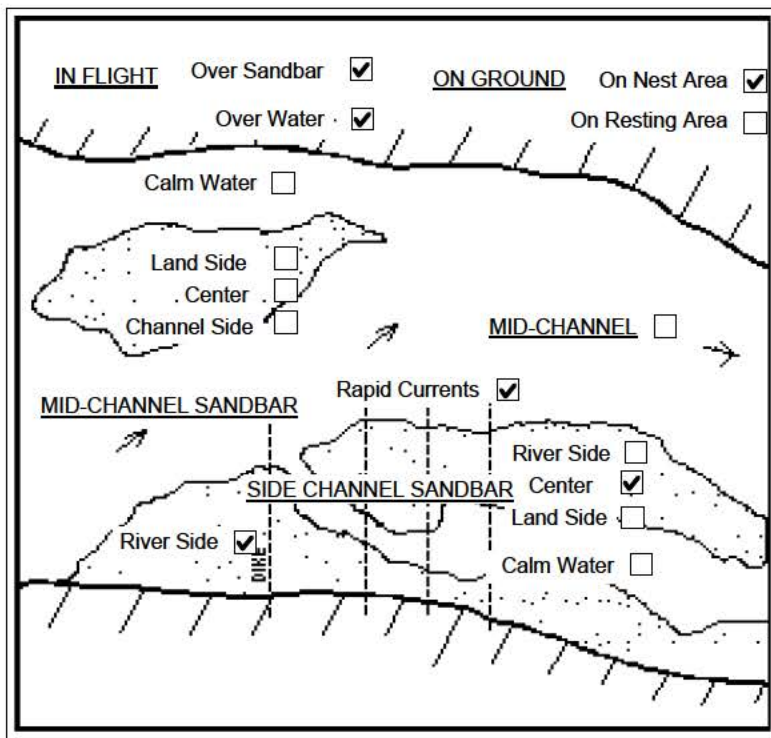 IN FLIGHT Over Sandbar ON GROUND On Nest Area
Over Water On Resting Area
Calm Water
Land Side
Center
Channel Side
MID-CHANNEL
Rapid Currents
MID-CHANNEL SANDBAR
River Side
SIDE CHANNEL SANDBAR Center
Land Side
River Side
Calm Water
DIKE